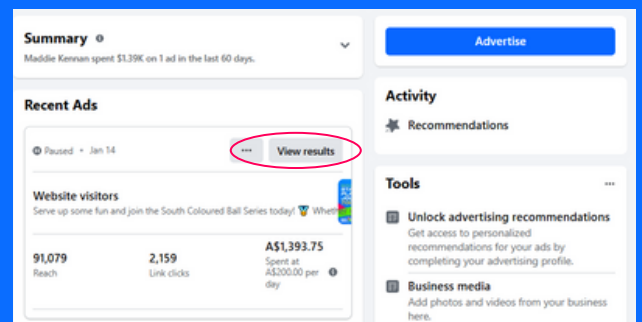 Summary
Maddie Kennan spent $1.39K on 1 ad in the last 60 days.
Recent Ads
Paused • Jan 14
... View results
Website visitors
Serve up some fun and join the South Coloured Ball Series today! 🏅 Wheth
91,079
Reach
2,159
Link clicks
A$1,393.75
Spent at
A$200.00 per
day
Advertise
Activity
Recommendations
Tools ...
Unlock advertising recommendations
Get access to personalized
recommendations for your ads by
completing your advertising profile.
Business media
Add photos and videos from your business
here.